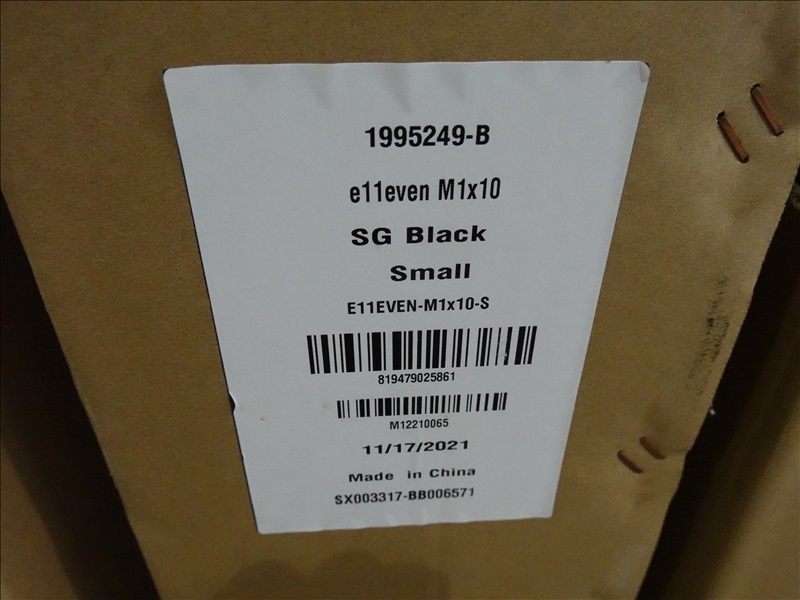 1995249-B
e11even M1x10
SG Black
Small
E11EVEN-M1x10-S
819479025861
M12210065
11/17/2021
Made in China
SX003317-BB006571